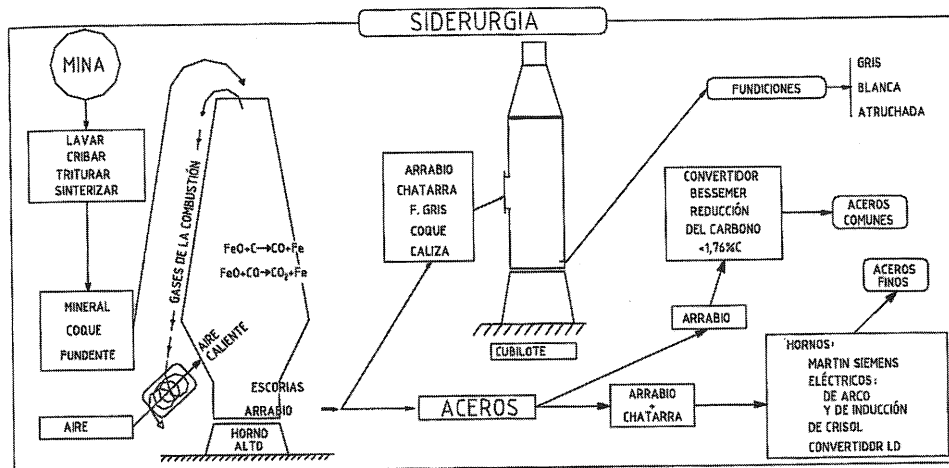 SIDERURGIA
MINA
LAVAR
CRIBAR
TRITURAR
SINTERIZAR
MINERAL
COQUE
FUNDENTE
AIRE
GASES DE LA COMBUSTIÓN
AIRE
CALIENTE
FeO+C→CO+Fe
FeO+CO→CO₂+Fe
ESCORIAS
ARRABIO
HORNO
ALTO
ARRABIO
CHATARRA
F. GRIS
COQUE
CALIZA
CUBILOTE
FUNDICIONES
GRIS
BLANCA
ATRUCHADA
CONVERTIDOR
BESSEMER
REDUCCIÓN
DEL CARBONO
<1,76%C
ACEROS
COMUNES
ARRABIO
ACEROS
ARRABIO
+
CHATARRA
ACEROS
FINOS
HORNOS:
MARTIN SIEMENS
ELÉCTRICOS:
DE ARCO
Y DE INDUCCIÓN
DE CRISOL
CONVERTIDOR LD